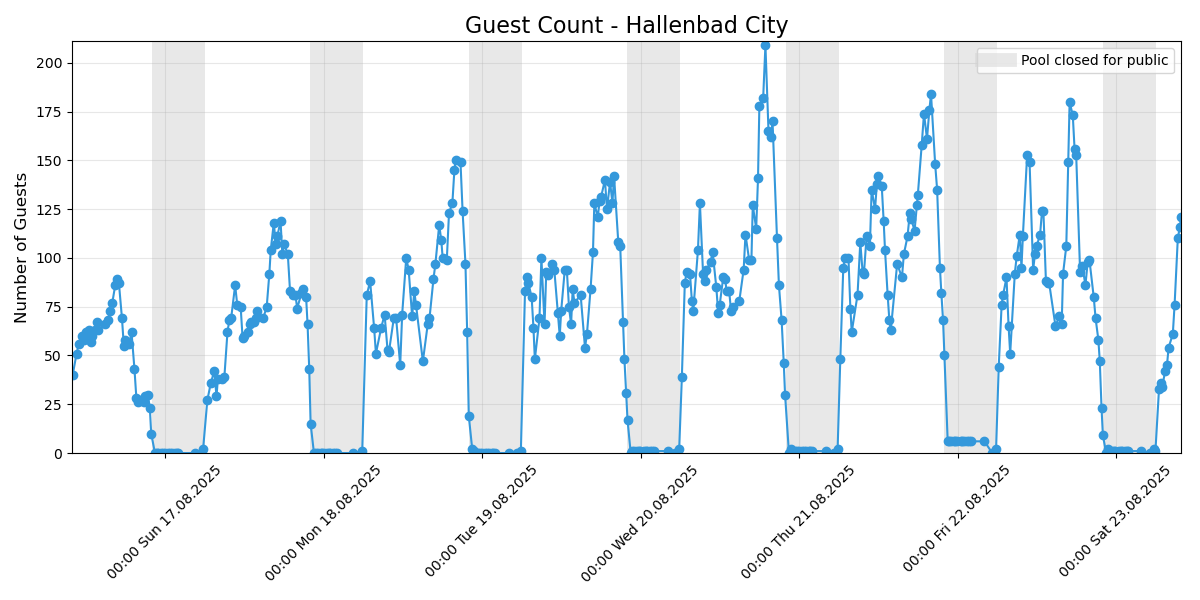 Guest Count - Hallenbad City
Pool closed for public
Number of Guests
200
175
150
125
100
75
50
25
0
00:00 Sun 17.08.2025
00:00 Mon 18.08.2025
00:00 Tue 19.08.2025
00:00 Wed 20.08.2025
00:00 Thu 21.08.2025
00:00 Fri 22.08.2025
00:00 Sat 23.08.2025